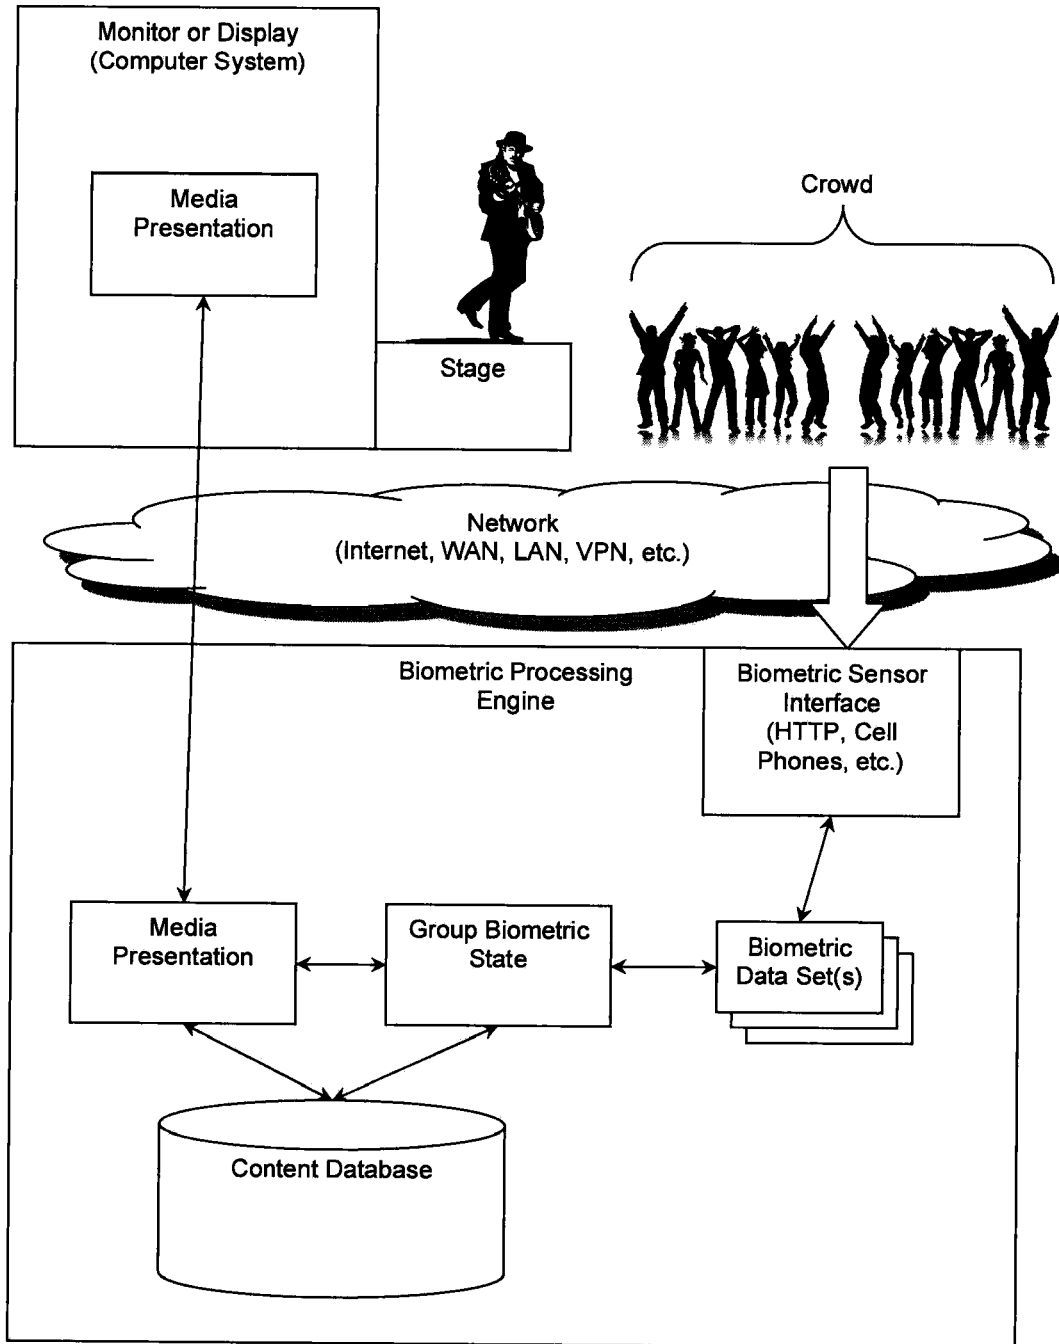 Monitor or Display
(Computer System)
Media
Presentation
Crowd
Stage
Network
(Internet, WAN, LAN, VPN, etc.)
Biometric Processing
Engine
Biometric Sensor
Interface
(HTTP, Cell
Phones, etc.)
Media
Presentation
Group Biometric
State
Biometric
Data Set(s)
Content Database